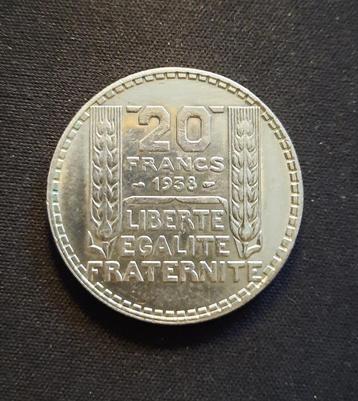 20
FRANCS
1938
LIBERTE
EGALITE
FRATERNITE